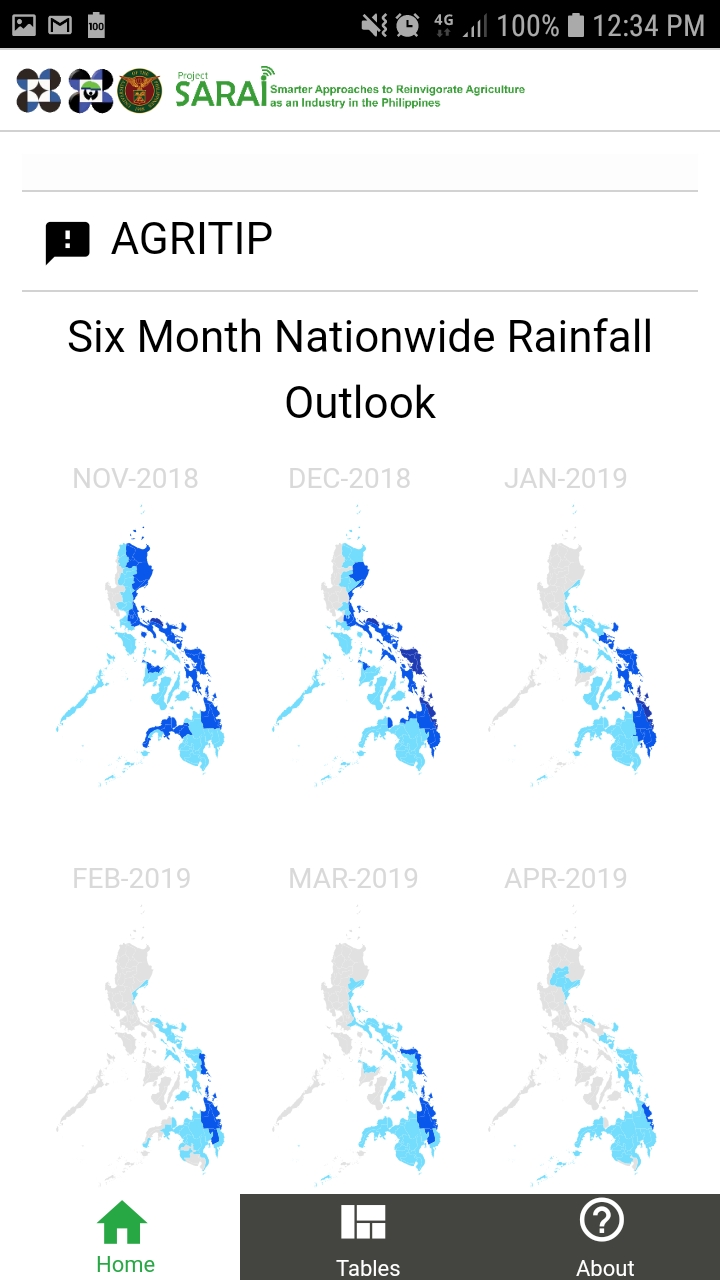 100
4G
100%
12:34 PM
Project
SARAI
Smarter Approaches to Reinvigorate Agriculture
as an Industry in the Philippines
AGRITIP
Six Month Nationwide Rainfall
Outlook
NOV-2018
DEC-2018
JAN-2019
FEB-2019
MAR-2019
APR-2019
Home
Tables
About